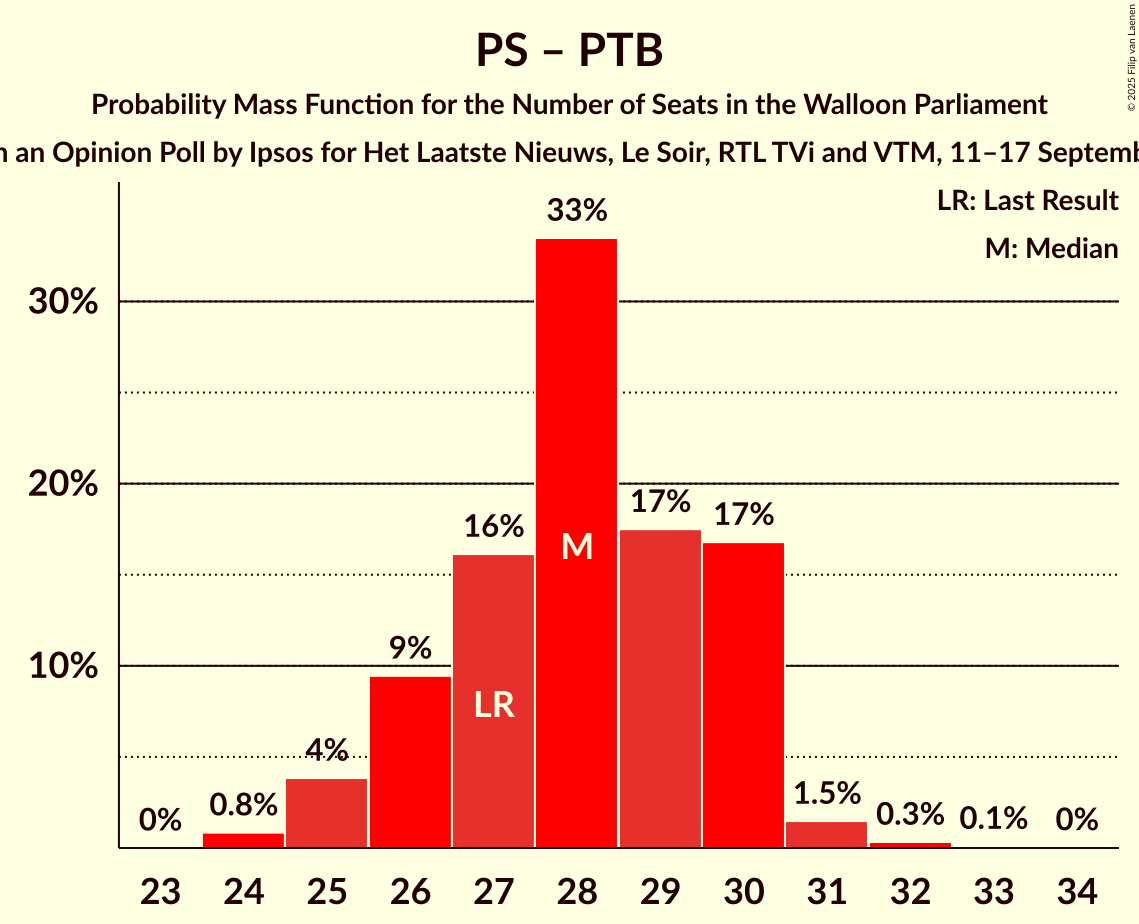 PS – PTB
Probability Mass Function for the Number of Seats in the Walloon Parliament
an Opinion Poll by Ipsos for Het Laatste Nieuws, Le Soir, RTL TVi and VTM, 11–17
© 2025 Filip van Laenen
LR: Last Result
M: Median
33%
30%
20%
17%
17%
16%
M
9%
10%
LR
4%
1.5%
0.8%
0.3%
0.1%
0%
0%
23 24 25 26 27 28 29 30 31 32 33 34